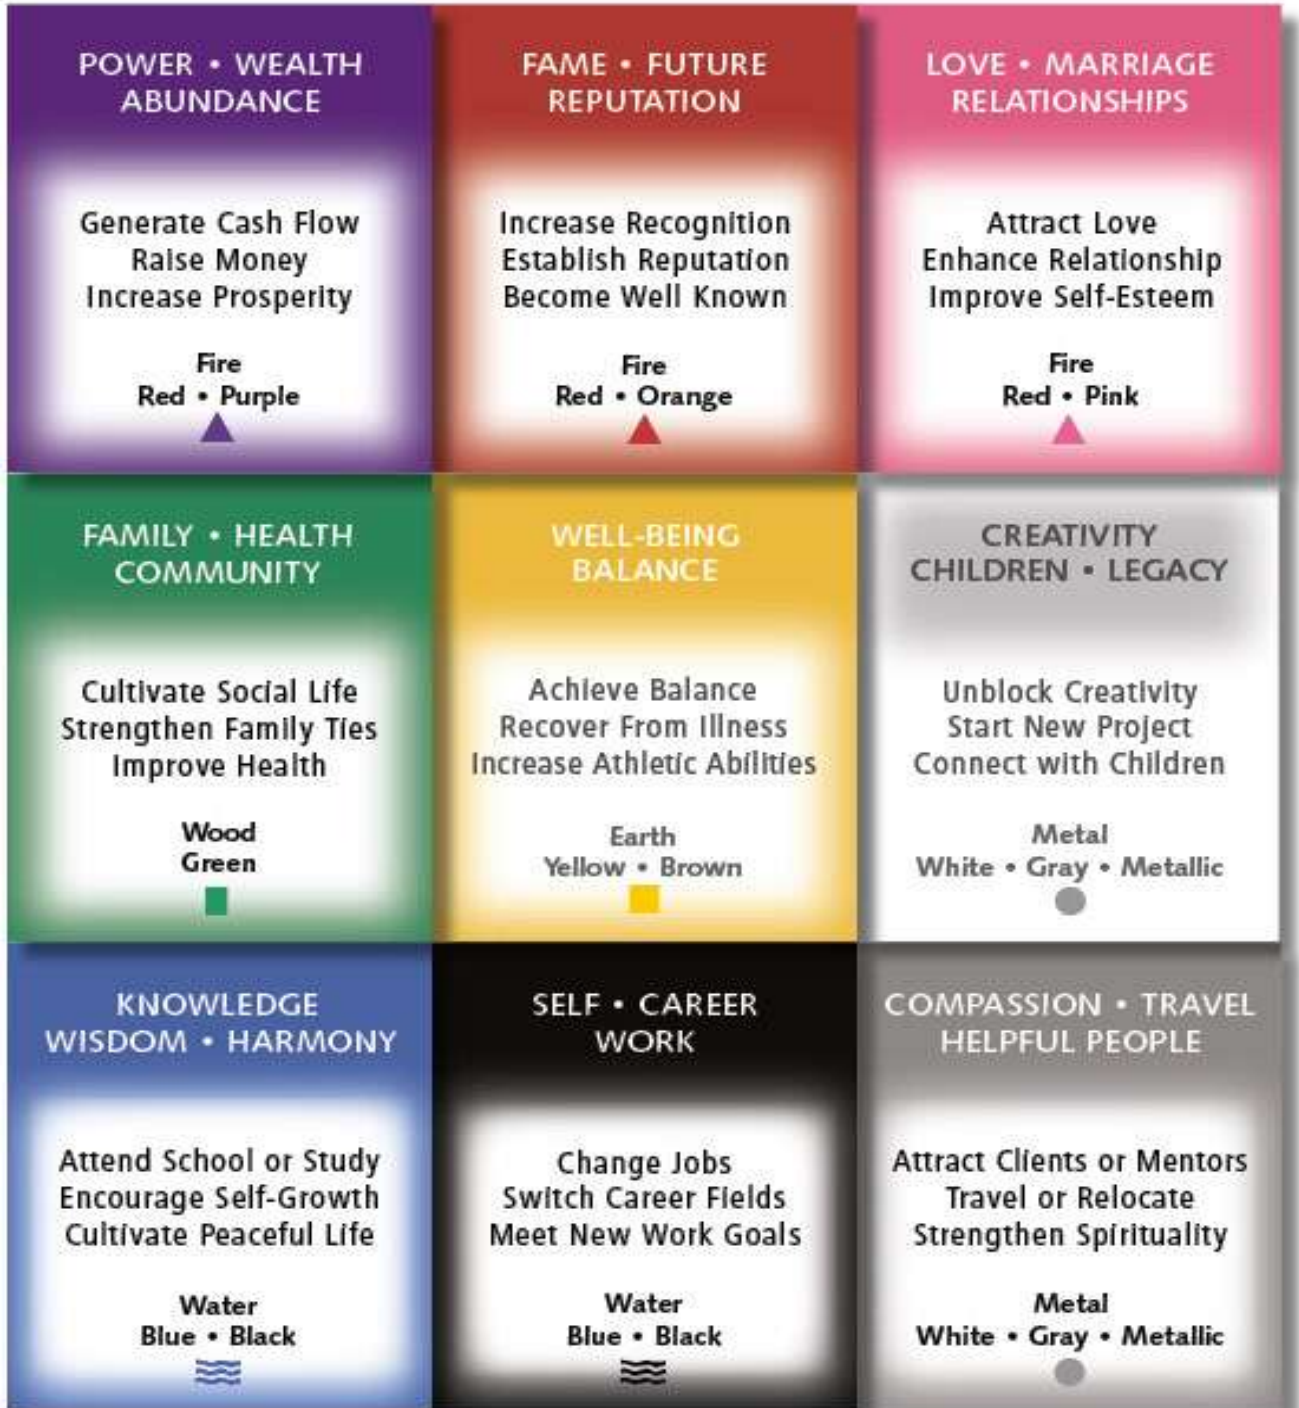 POWER • WEALTH
ABUNDANCE
Generate Cash Flow
Raise Money
Increase Prosperity
Fire
Red • Purple
FAME • FUTURE
REPUTATION
Increase Recognition
Establish Reputation
Become Well Known
Fire
Red • Orange
LOVE • MARRIAGE
RELATIONSHIPS
Attract Love
Enhance Relationship
Improve Self-Esteem
Fire
Red • Pink
FAMILY • HEALTH
COMMUNITY
Cultivate Social Life
Strengthen Family Ties
Improve Health
Wood
Green
WELL-BEING
BALANCE
Achieve Balance
Recover From Illness
Increase Athletic Abilities
Earth
Yellow • Brown
CREATIVITY
CHILDREN • LEGACY
Unblock Creativity
Start New Project
Connect with Children
Metal
White • Gray • Metallic
KNOWLEDGE
WISDOM • HARMONY
Attend School or Study
Encourage Self-Growth
Cultivate Peaceful Life
Water
Blue • Black
SELF • CAREER
WORK
Change Jobs
Switch Career Fields
Meet New Work Goals
Water
Blue • Black
COMPASSION • TRAVEL
HELPFUL PEOPLE
Attract Clients or Mentors
Travel or Relocate
Strengthen Spirituality
Metal
White • Gray • Metallic